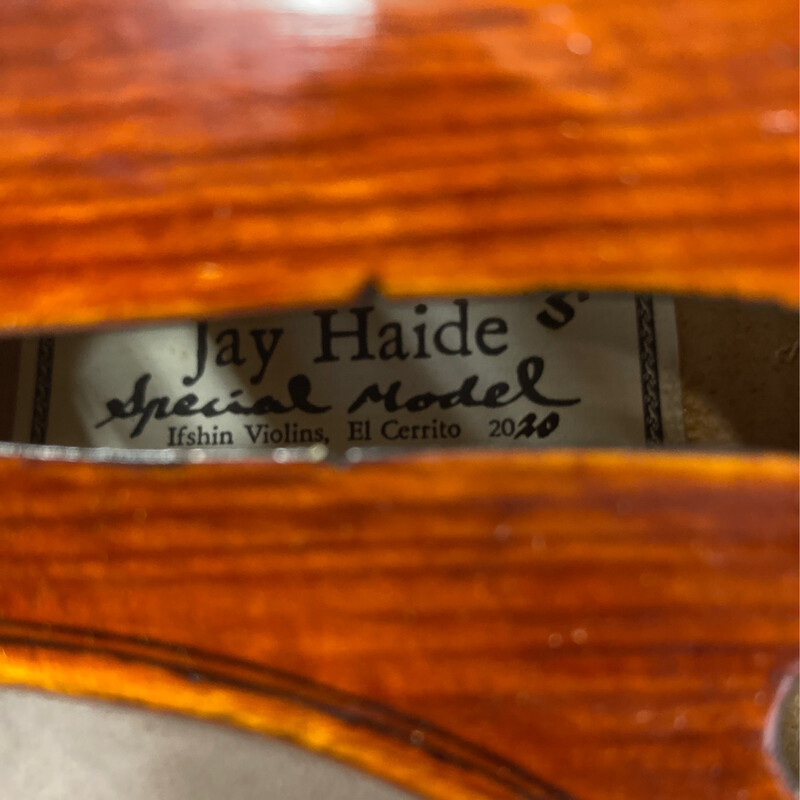 Jay Haide S.
Special Model
Ifshin Violins, El Cerrito 2020